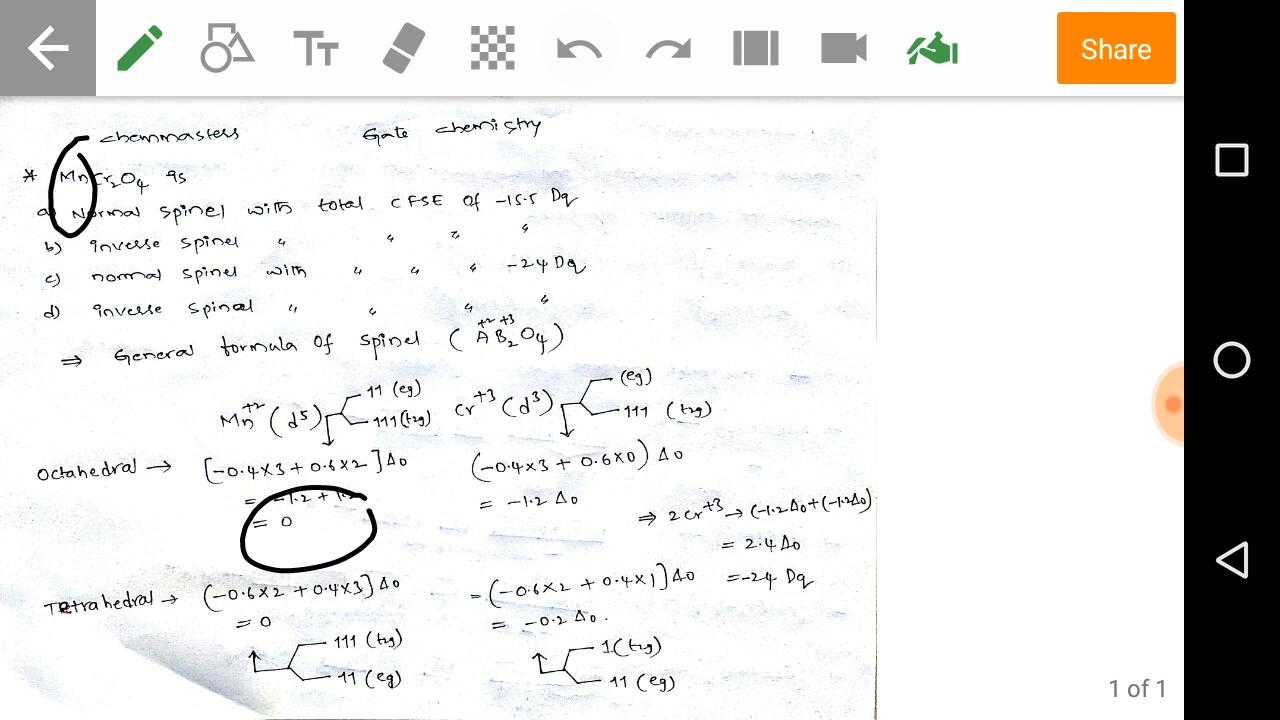 Share
chemmasters Gate chemistry
* MnCr₂O₄ is
a) Normal spinel with total CFSE of -15.5 Dq
b) inverse spinel " " " "
c) normal spinel with " " " -24 Dq
d) inverse spinel " " " "
⇒ General formula of spinel (A⁺²B₂⁺³O₄)
Mn⁺² (d⁵) 11 (eg) 111 (t2g) Cr⁺³ (d³) (eg) 111 (t2g)
Octahedral → [-0.4×3 + 0.6×2] Δo (-0.4×3 + 0.6×0) Δo
= -1.2 + 1.2 = -1.2 Δo
= 0 ⇒ 2Cr⁺³ → (-1.2Δo + (-1.2Δo)
= 2.4 Δo
Tetrahedral → (-0.6×2 + 0.4×3] Δo = (-0.6×2 + 0.4×1] Δo = -24 Dq
= 0 = -0.2 Δo.
111 (t2g) 1 (t2g)
11 (eg) 11 (eg)
1 of 1